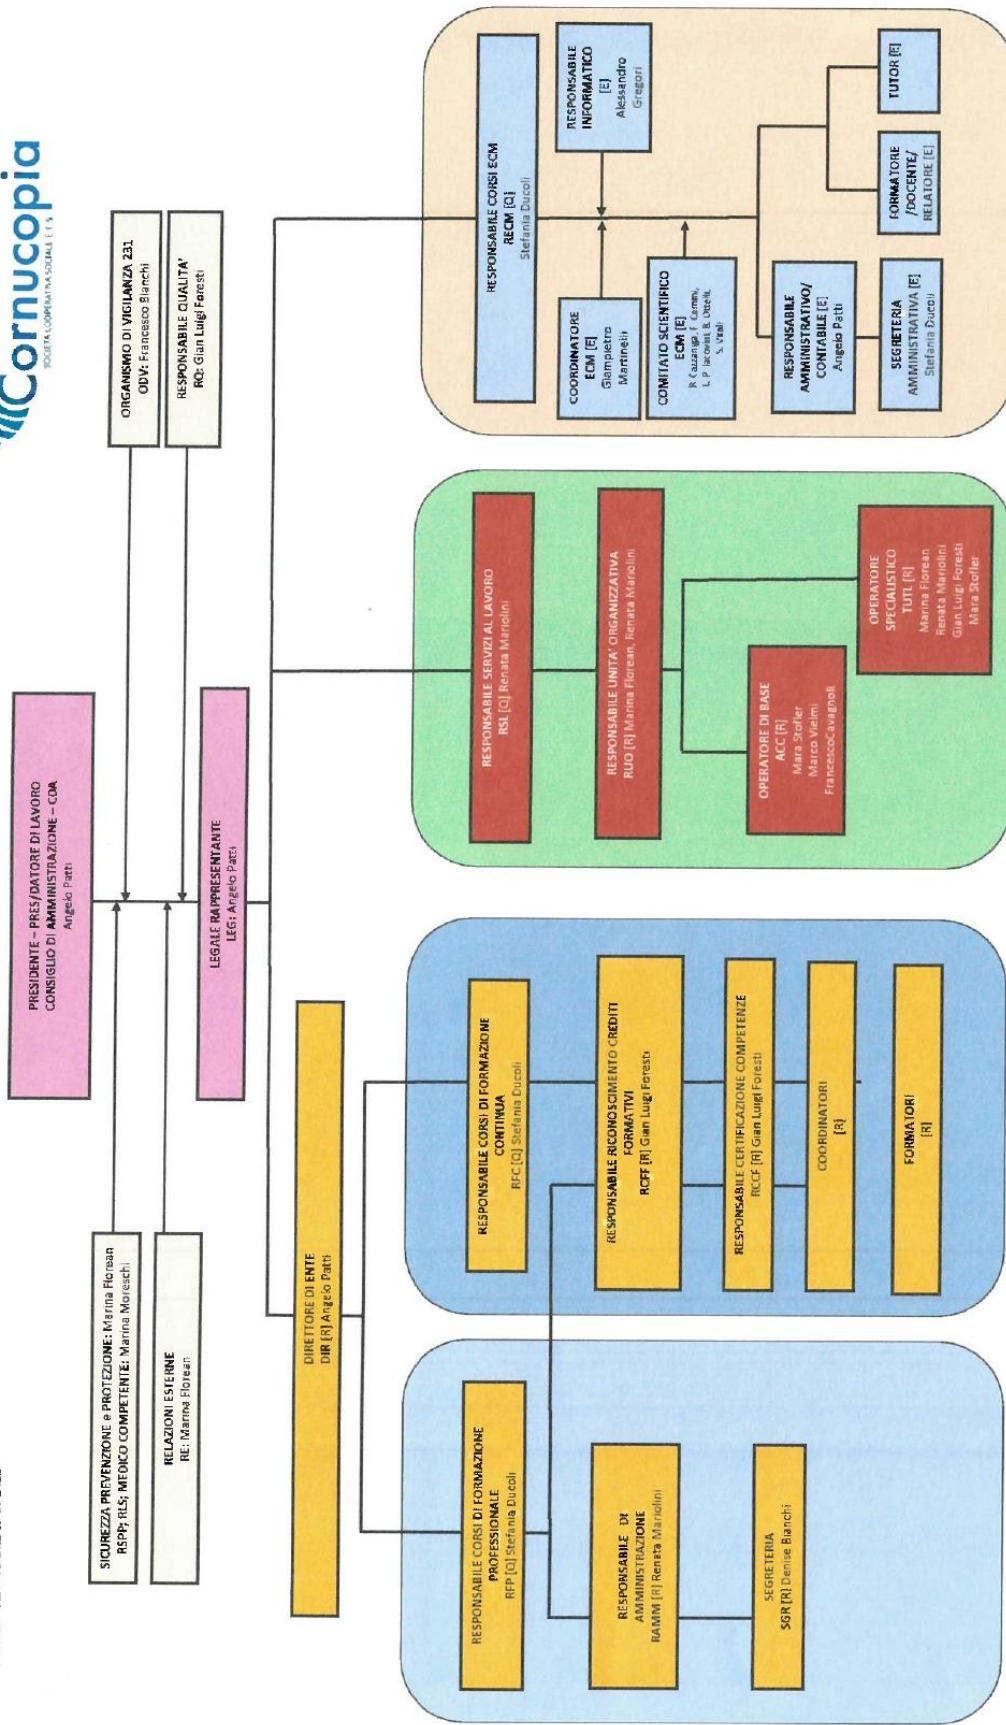 Cornucopia
SOCIETÀ COOPERATIVA SOCIALE E.T.S.
PRESIDENTE – PRES/DATORE DI LAVORO
CONSIGLIO DI AMMINISTRAZIONE – CDA
Angelo Patti
SICUREZZA PREVENZIONE e PROTEZIONE: Marina Florean
RSPP; RLS; MEDICO COMPETENTE: Marina Moreschi
RELAZIONI ESTERNE
RE: Marina Florean
ORGANISMO DI VIGILANZA 231
ODV: Francesco Bianchi
RESPONSABILE QUALITA'
RQ: Gian Luigi Foresti
LEGALE RAPPRESENTANTE
LEG: Angelo Patti
DIRETTORE DI ENTE
DIR [R] Angelo Patti
RESPONSABILE CORSI DI FORMAZIONE
PROFESSIONALE
RFP [Q] Stefania Ducoli
RESPONSABILE DI
AMMINISTRAZIONE
RAMM [R] Renata Mariolini
SEGRETERIA
SGR [R] Denise Bianchi
RESPONSABILE CORSI DI FORMAZIONE
CONTINUA
RFC [Q] Stefania Ducoli
RESPONSABILE RICONOSCIMENTO CREDITI
FORMATIVI
RCFF [R] Gian Luigi Foresti
RESPONSABILE CERTIFICAZIONE COMPETENZE
RCCF [R] Gian Luigi Foresti
COORDINATORI
[R]
FORMATORI
[R]
RESPONSABILE SERVIZI AL LAVORO
RSL [Q] Renata Mariolini
RESPONSABILE UNITA' ORGANIZZATIVA
RUO [R] Marina Florean, Renata Mariolini
OPERATORE DI BASE
ACC [R]
Mara Stofler
Marco Vielmi
FrancescoCavagnoli
OPERATORE
SPECIALISTICO
TUTL [R]
Marina Florean
Renata Mariolini
Gian Luigi Foresti
Mara Stofler
RESPONSABILE CORSI ECM
RECM [Q]
Stefania Ducoli
COORDINATORE
ECM [E]
Giampietro
Martinelli
RESPONSABILE
INFORMATICO
[E]
Alessandro
Gregori
COMITATO SCIENTIFICO
ECM [E]
R. Cazzaniga, F. Cemmi,
L. P. Iacovini, B. Ottelli,
S. Vitali
RESPONSABILE
AMMINISTRATIVO/
CONTABILE [E]
Angelo Patti
SEGRETERIA
AMMINISTRATIVA [E]
Stefania Ducoli
FORMATORE
/DOCENTE/
RELATORE [E]
TUTOR [E]